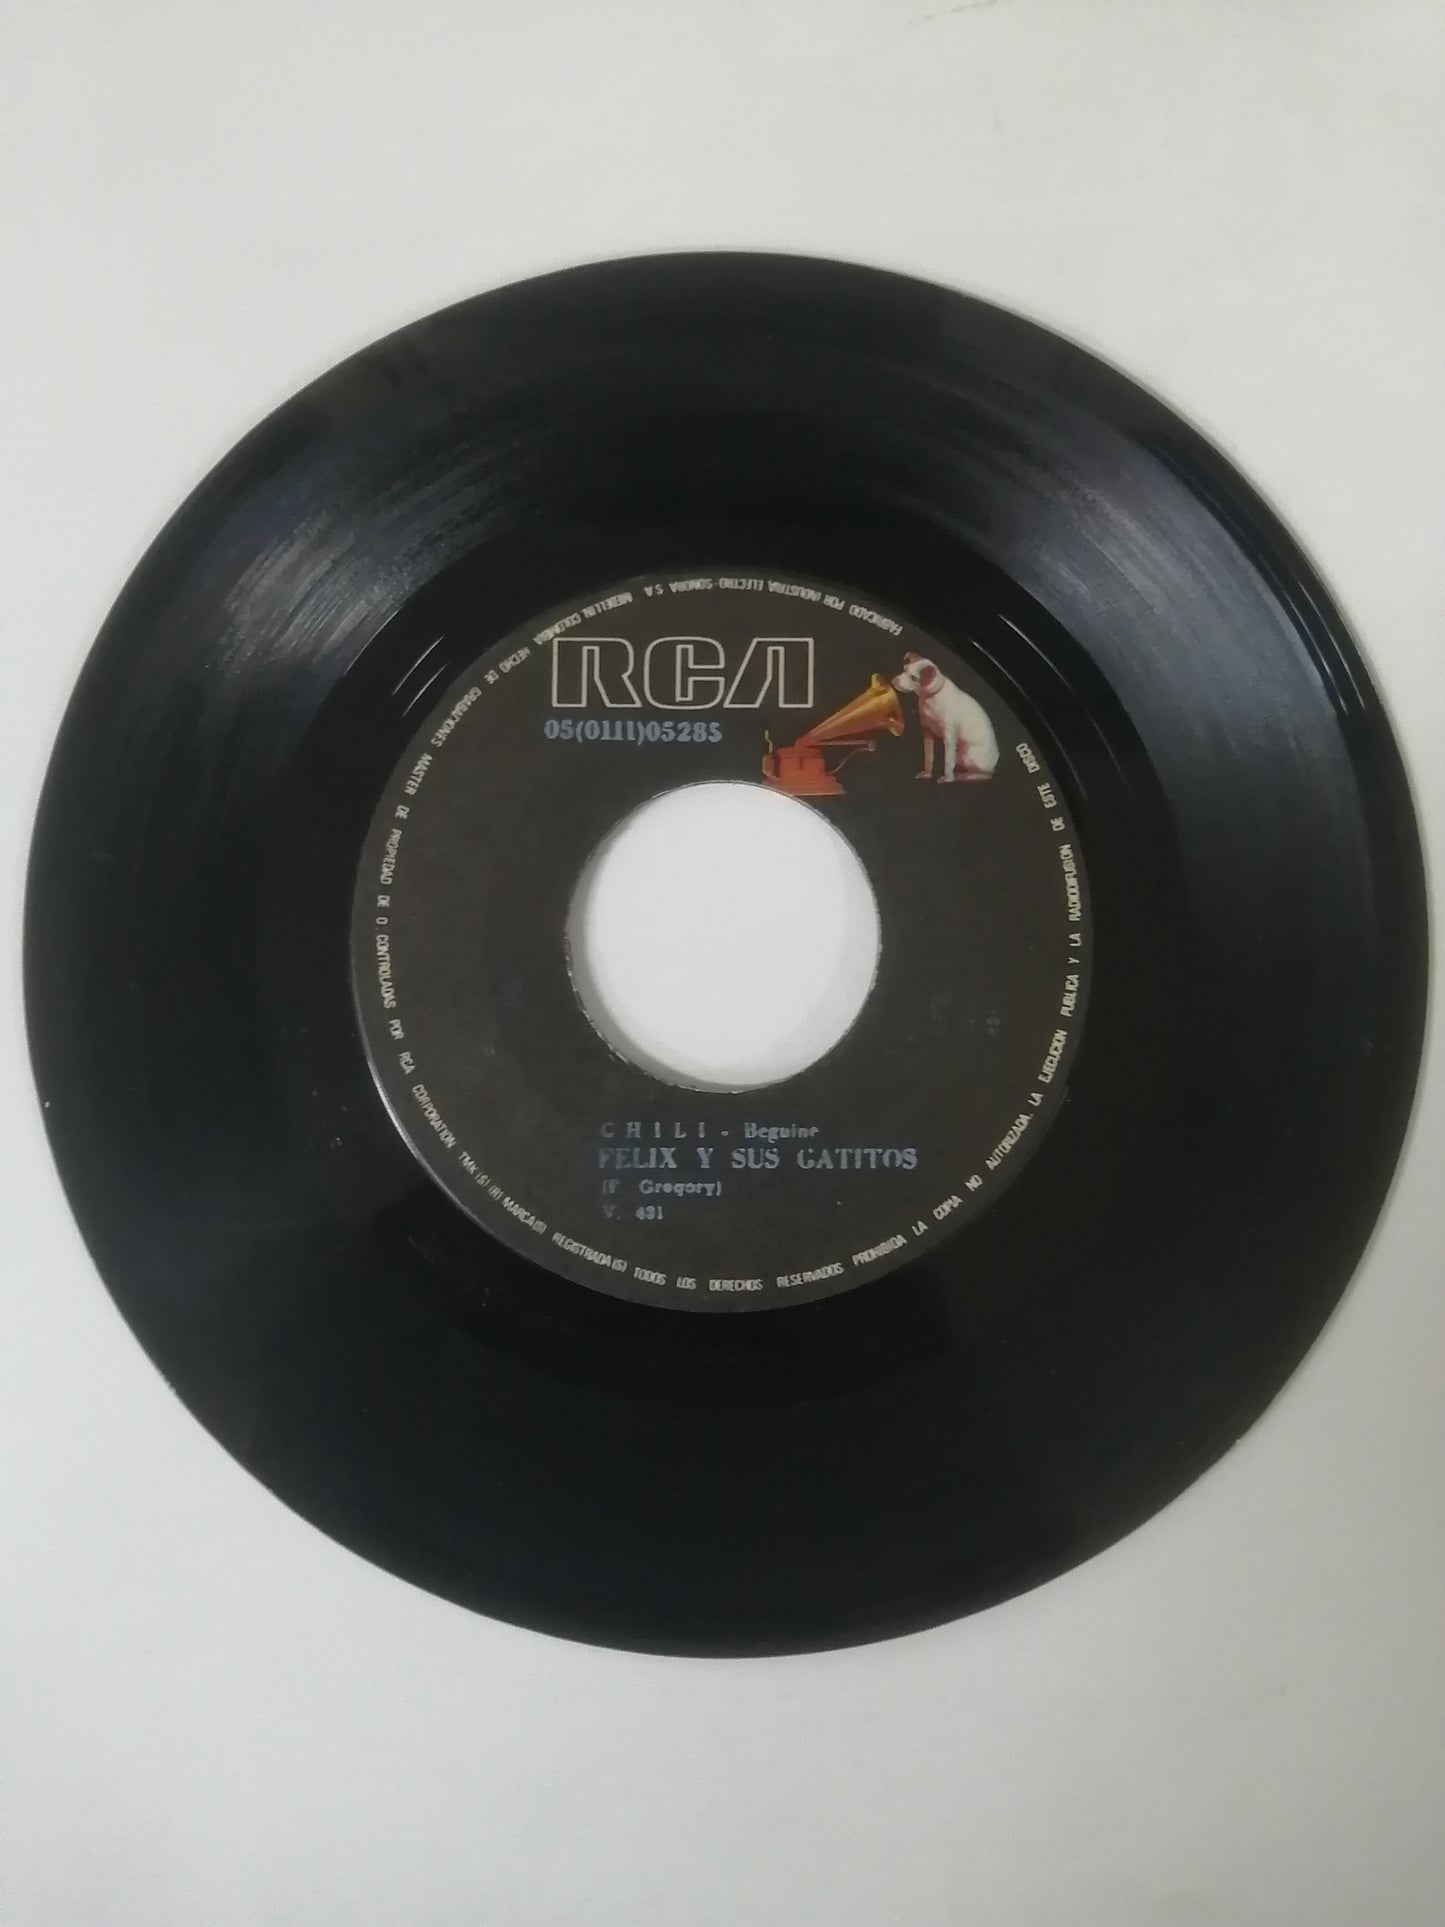 FABRICADO POR INDUSTRIA ELECTRO-SONORA S.A. MEDELLIN, COLOMBIA HECHO DE GRABACIONES MASTER DE PROPIEDAD DE O CONTROLADAS POR RCA CORPORATION TMK(S) (R) MARCA(S) REGISTRADA(S) TODOS LOS DERECHOS RESERVADOS PROHIBIDA LA COPIA NO AUTORIZADA. LA EJECUCION PUBLICA Y LA RADIODIFUSION DE ESTE DISCO
RCA
05(0111)05285
CHILI - Beguine
FELIX Y SUS GATITOS
Gregory)
V. 431